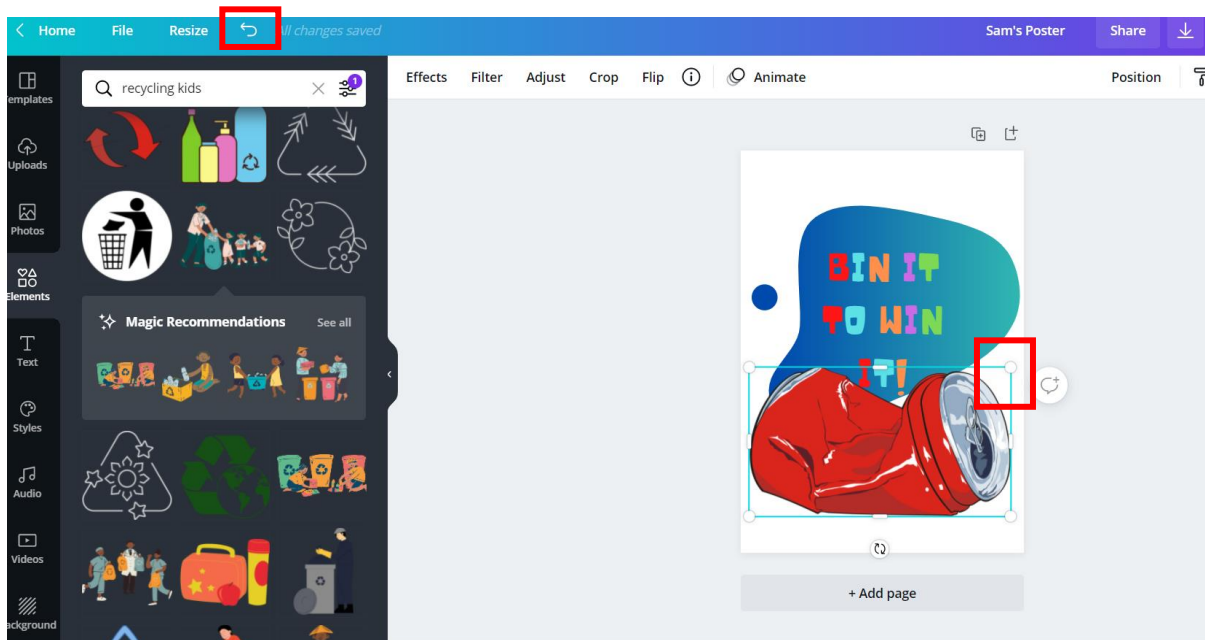 Home File Resize All changes saved Sam's Poster Share
recycling kids 1
Effects Filter Adjust Crop Flip Animate Position
Templates
Uploads
Photos
Elements
Magic Recommendations See all
Text
Styles
Audio
Videos
Background
BIN IT
TO WIN
IT!
+ Add page